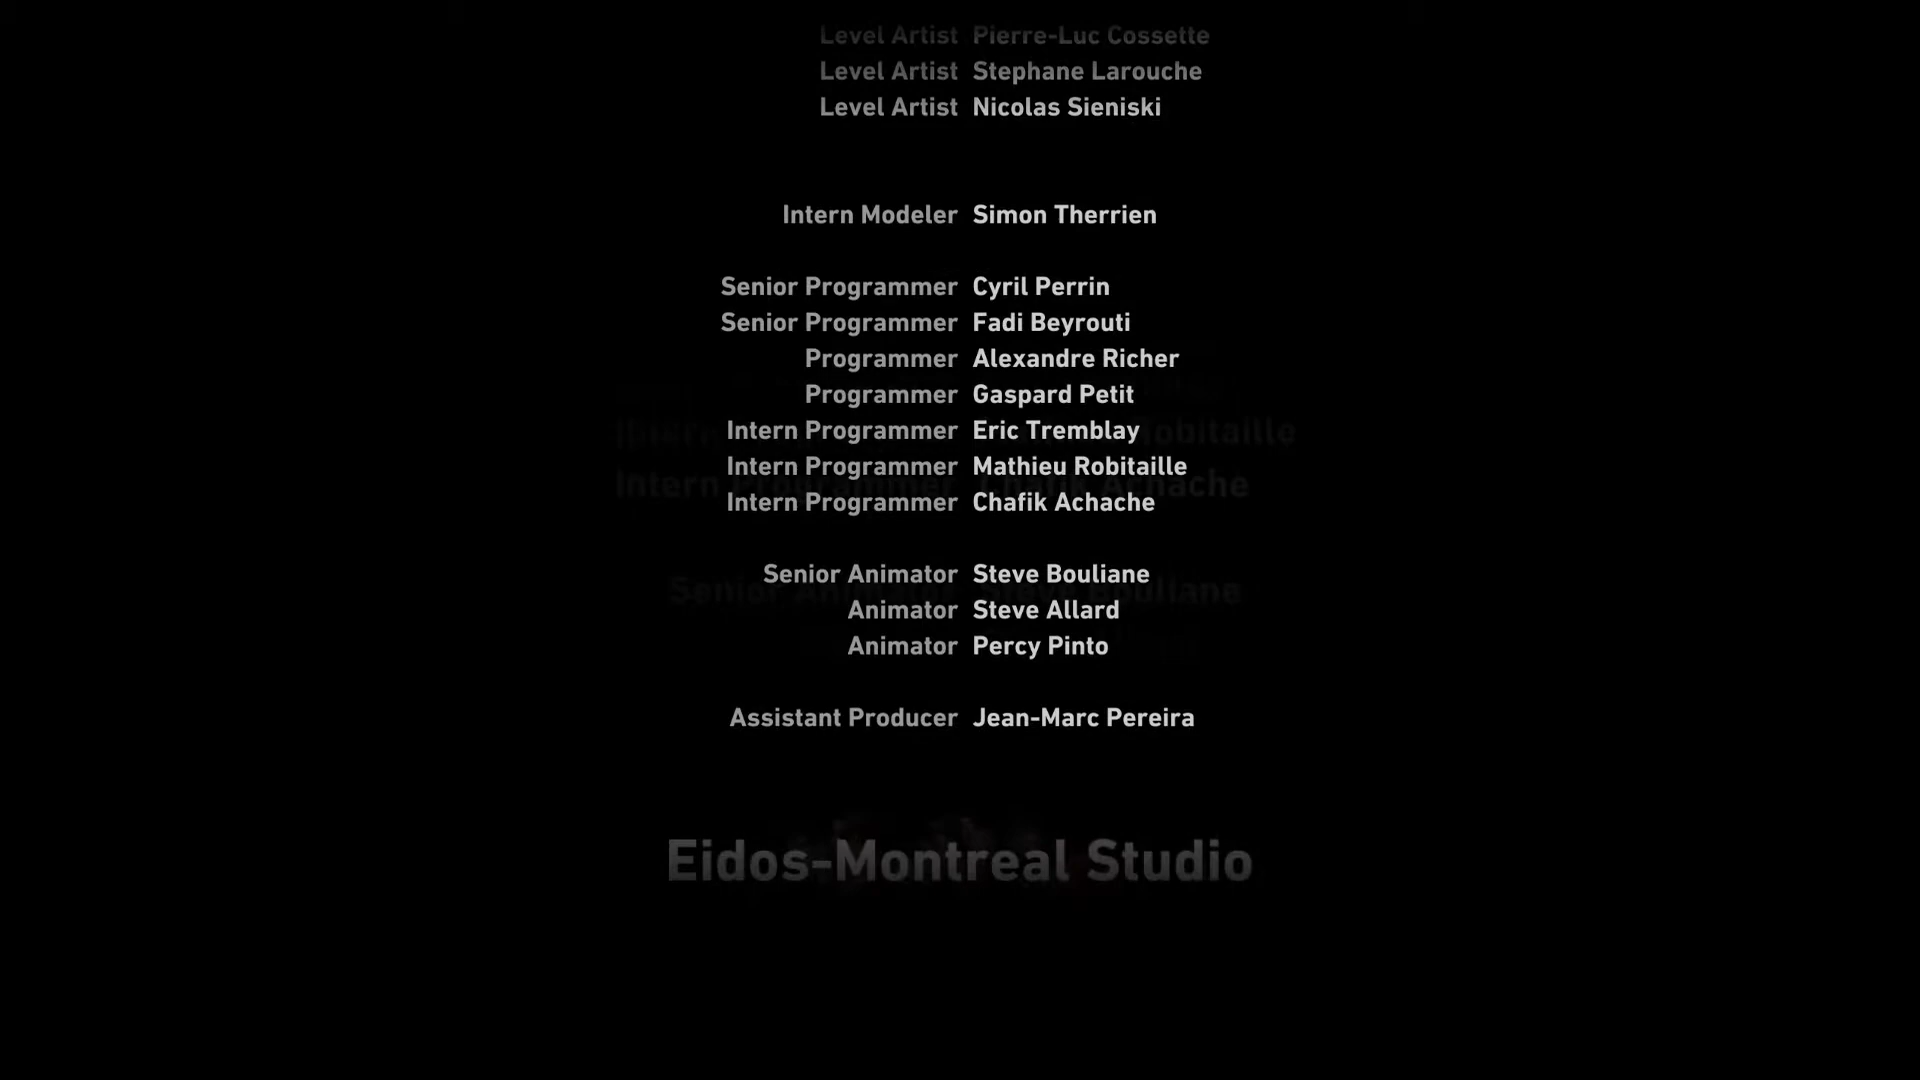 Level Artist Pierre-Luc Cossette
Level Artist Stephane Larouche
Level Artist Nicolas Sieniski
Intern Modeler Simon Therrien
Senior Programmer Cyril Perrin
Senior Programmer Fadi Beyrouti
Programmer Alexandre Richer
Programmer Gaspard Petit
Intern Programmer Eric Tremblay
Intern Programmer Mathieu Robitaille
Intern Programmer Chafik Achache
Senior Animator Steve Bouliane
Animator Steve Allard
Animator Percy Pinto
Assistant Producer Jean-Marc Pereira
Eidos-Montreal Studio